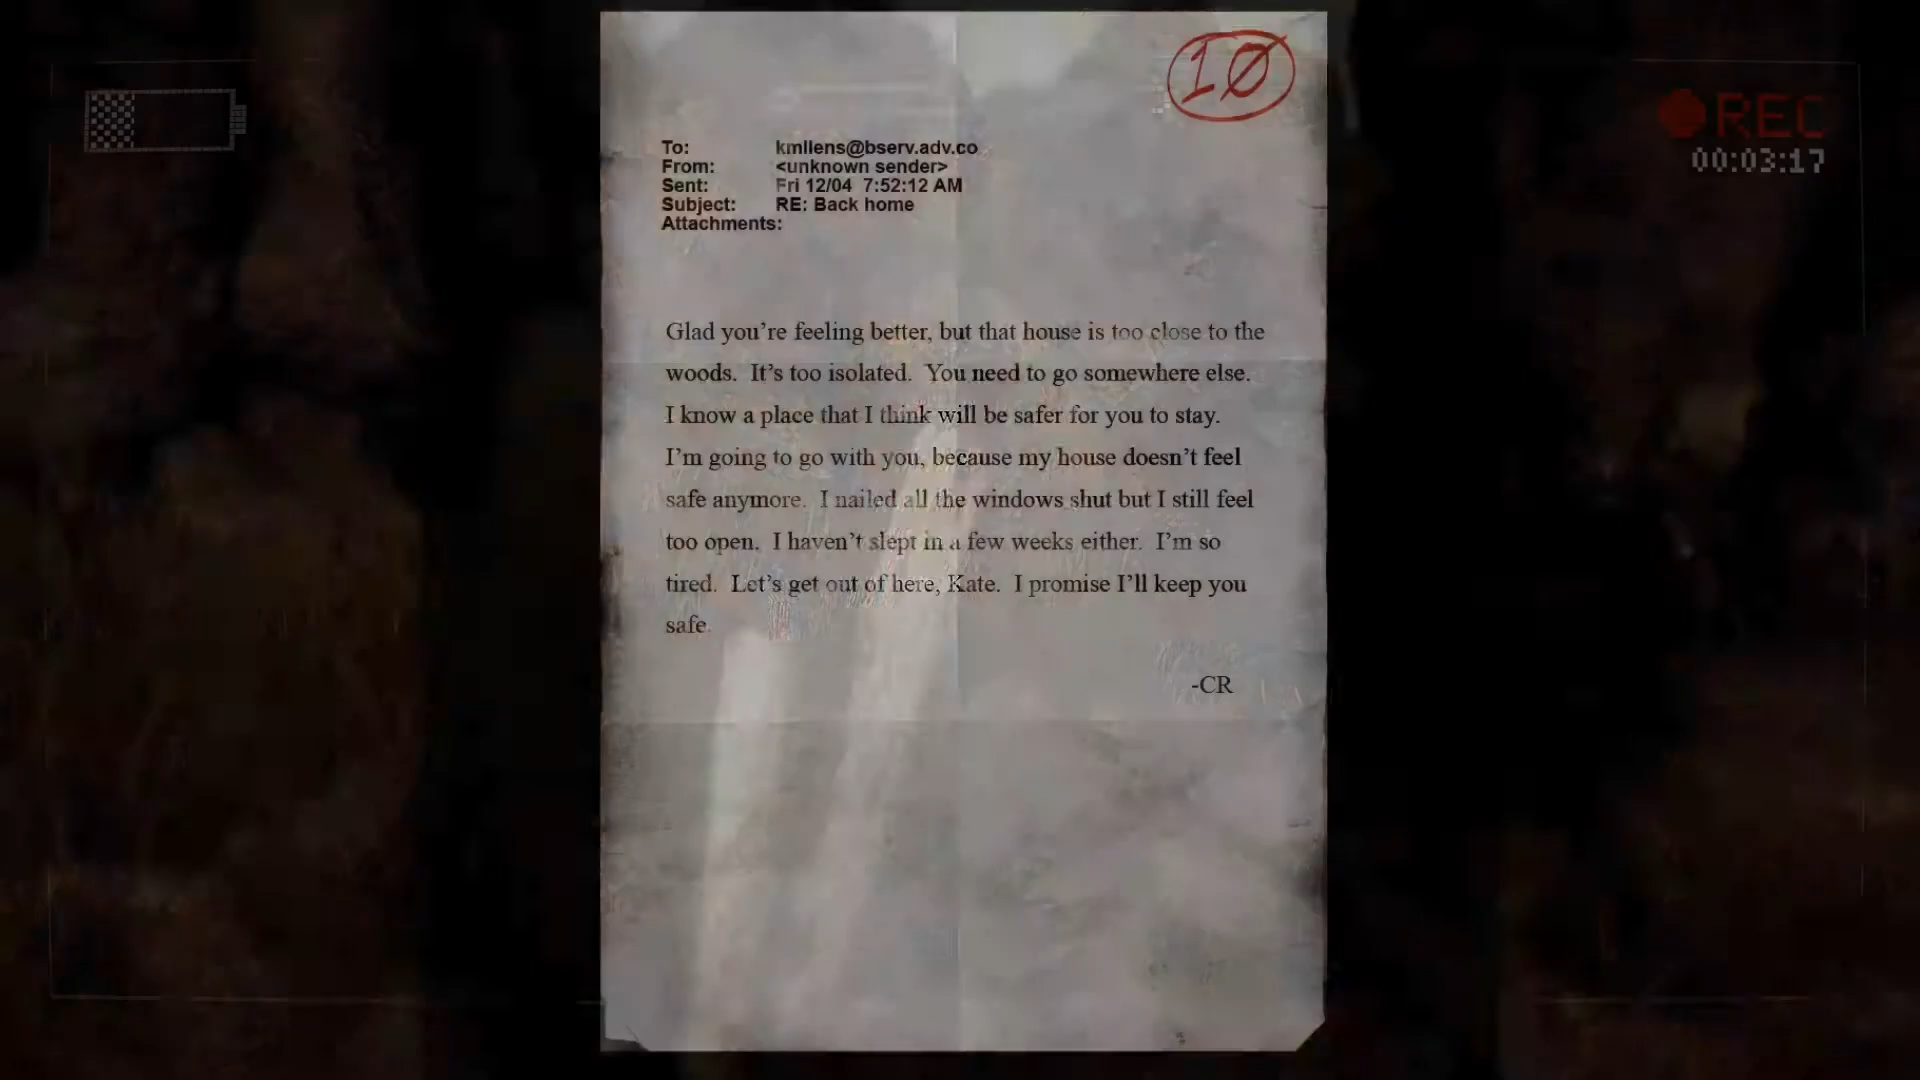 10
REC
00:03:17
To: kmllens@bserv.adv.co
From: <unknown sender>
Sent: Fri 12/04 7:52:12 AM
Subject: RE: Back home
Attachments:
Glad you’re feeling better, but that house is too close to the
woods. It’s too isolated. You need to go somewhere else.
I know a place that I think will be safer for you to stay.
I’m going to go with you, because my house doesn’t feel
safe anymore. I nailed all the windows shut but I still feel
too open. I haven’t slept in a few weeks either. I’m so
tired. Let’s get out of here, Kate. I promise I’ll keep you
safe.
-CR